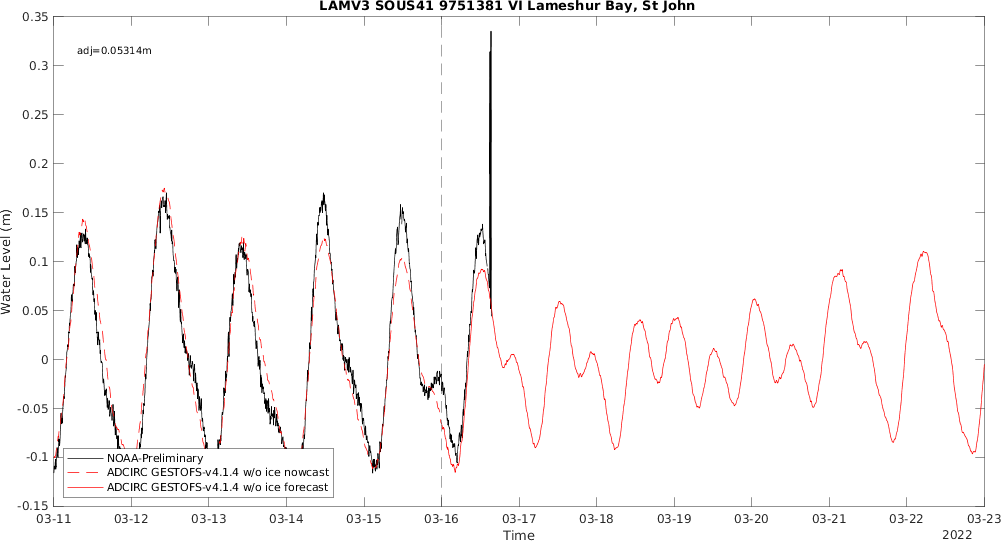 LAMV3 SOUS41 9751381 VI Lameshur Bay, St John
0.35
adj=0.05314m
0.3
0.25
0.2
0.15
0.1
0.05
0
-0.05
-0.1
-0.15
Water Level (m)
NOAA-Preliminary
ADCIRC GESTOFS-v4.1.4 w/o ice nowcast
ADCIRC GESTOFS-v4.1.4 w/o ice forecast
03-11 03-12 03-13 03-14 03-15 03-16 03-17 03-18 03-19 03-20 03-21 03-22 03-23
Time
2022